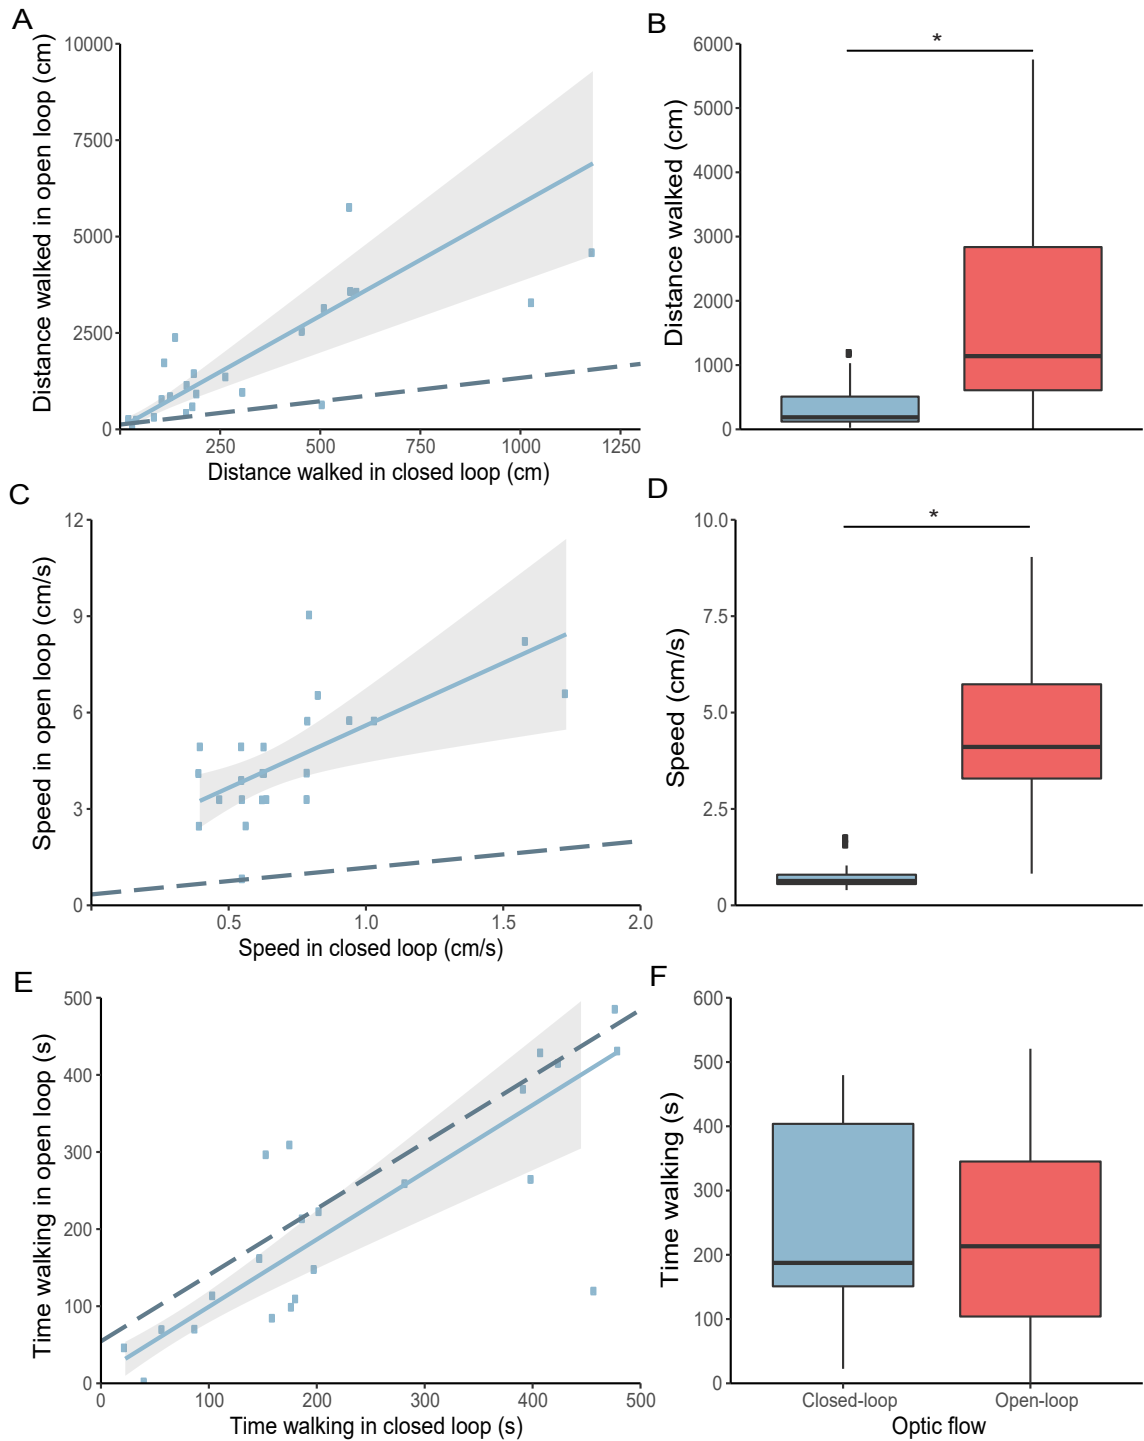 A
Distance walked in open loop (cm)
10000
7500
5000
2500
0
250
500
750
1000
1250
Distance walked in closed loop (cm)
B
Distance walked (cm)
6000
5000
4000
3000
2000
1000
0
*
C
Speed in open loop (cm/s)
12
9
6
3
0
0.5
1.0
1.5
2.0
Speed in closed loop (cm/s)
D
Speed (cm/s)
10.0
7.5
5.0
2.5
0
*
E
Time walking in open loop (s)
500
400
300
200
100
0
0
100
200
300
400
500
Time walking in closed loop (s)
F
Time walking (s)
600
500
400
300
200
100
0
Closed-loop
Open-loop
Optic flow